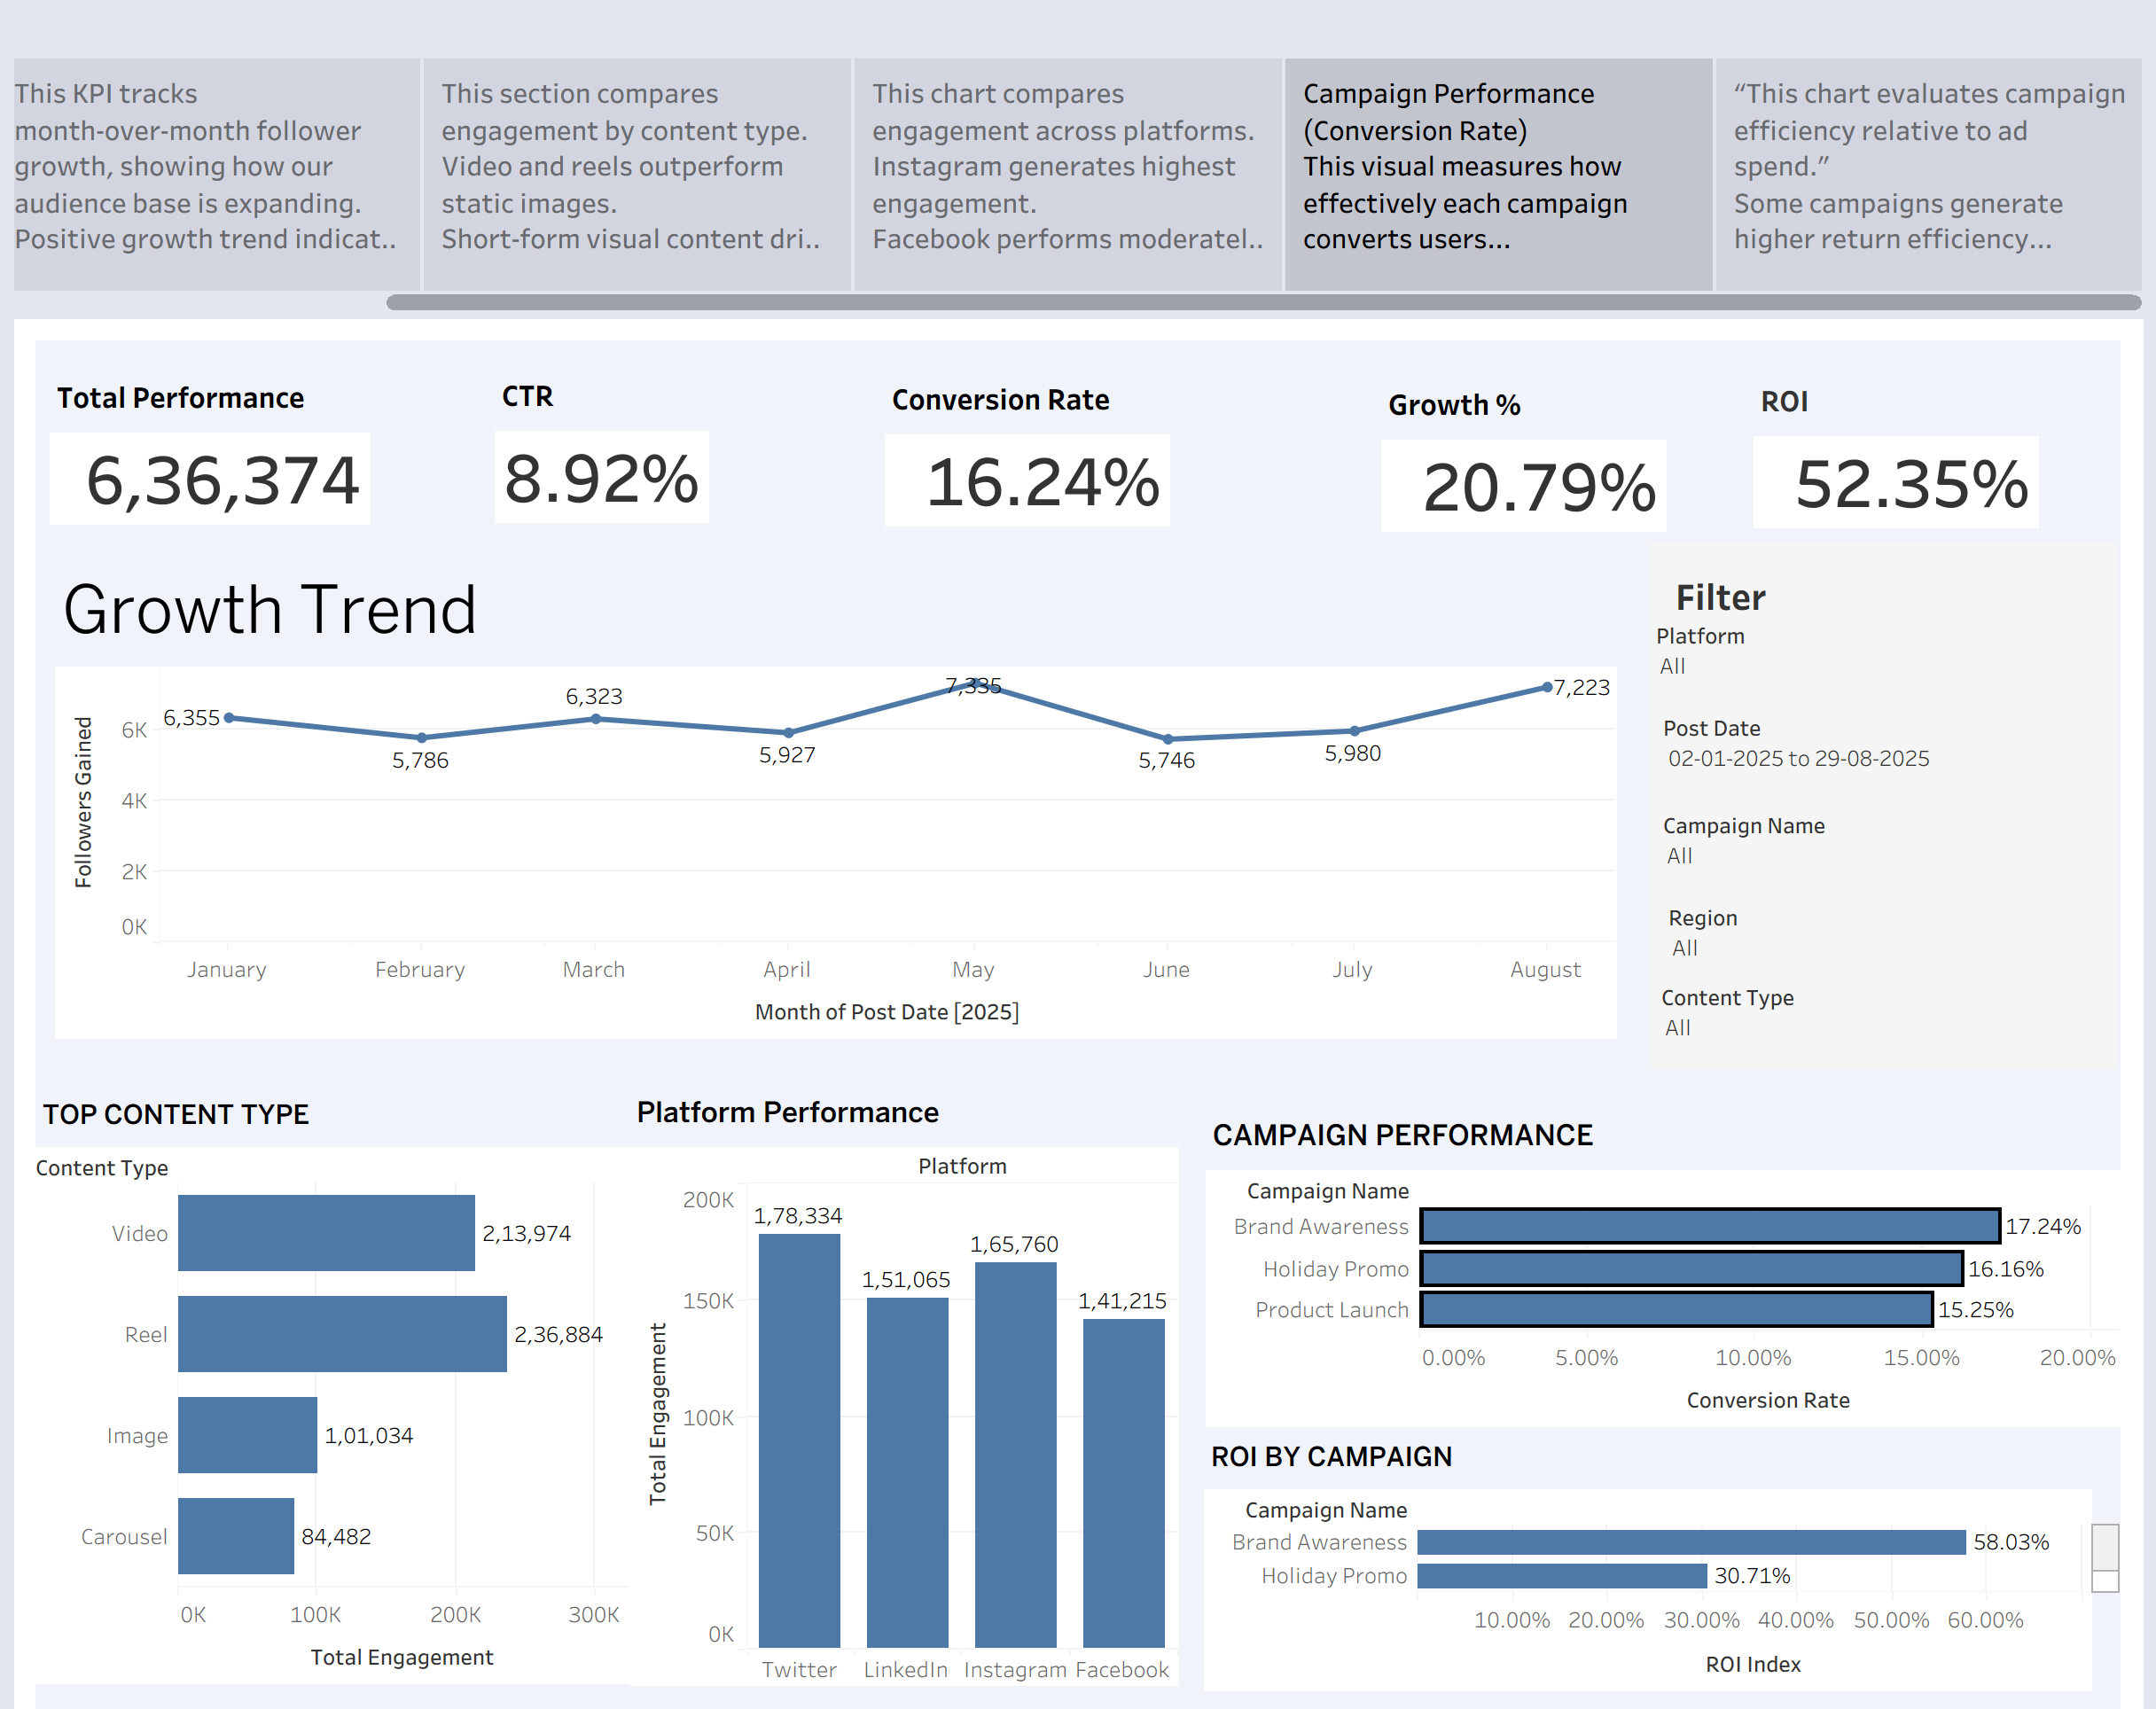 This KPI tracks
month-over-month follower
growth, showing how our
audience base is expanding.
Positive growth trend indicat..
This section compares
engagement by content type.
Video and reels outperform
static images.
Short-form visual content dri..
This chart compares
engagement across platforms.
Instagram generates highest
engagement.
Facebook performs moderatel..
Campaign Performance
(Conversion Rate)
This visual measures how
effectively each campaign
converts users...
“This chart evaluates campaign
efficiency relative to ad
spend.”
Some campaigns generate
higher return efficiency...
Total Performance
6,36,374
CTR
8.92%
Conversion Rate
16.24%
Growth %
20.79%
ROI
52.35%
Growth Trend
Followers Gained
6K
4K
2K
0K
6,355
5,786
6,323
5,927
7,335
5,746
5,980
7,223
January February March April May June July August
Month of Post Date [2025]
Filter
Platform
All
Post Date
02-01-2025 to 29-08-2025
Campaign Name
All
Region
All
Content Type
All
TOP CONTENT TYPE
Content Type
Video 2,13,974
Reel 2,36,884
Image 1,01,034
Carousel 84,482
0K 100K 200K 300K
Total Engagement
Platform Performance
Platform
Total Engagement
200K
150K
100K
50K
0K
1,78,334
1,51,065
1,65,760
1,41,215
Twitter LinkedIn Instagram Facebook
CAMPAIGN PERFORMANCE
Campaign Name
Brand Awareness 17.24%
Holiday Promo 16.16%
Product Launch 15.25%
0.00% 5.00% 10.00% 15.00% 20.00%
Conversion Rate
ROI BY CAMPAIGN
Campaign Name
Brand Awareness 58.03%
Holiday Promo 30.71%
10.00% 20.00% 30.00% 40.00% 50.00% 60.00%
ROI Index